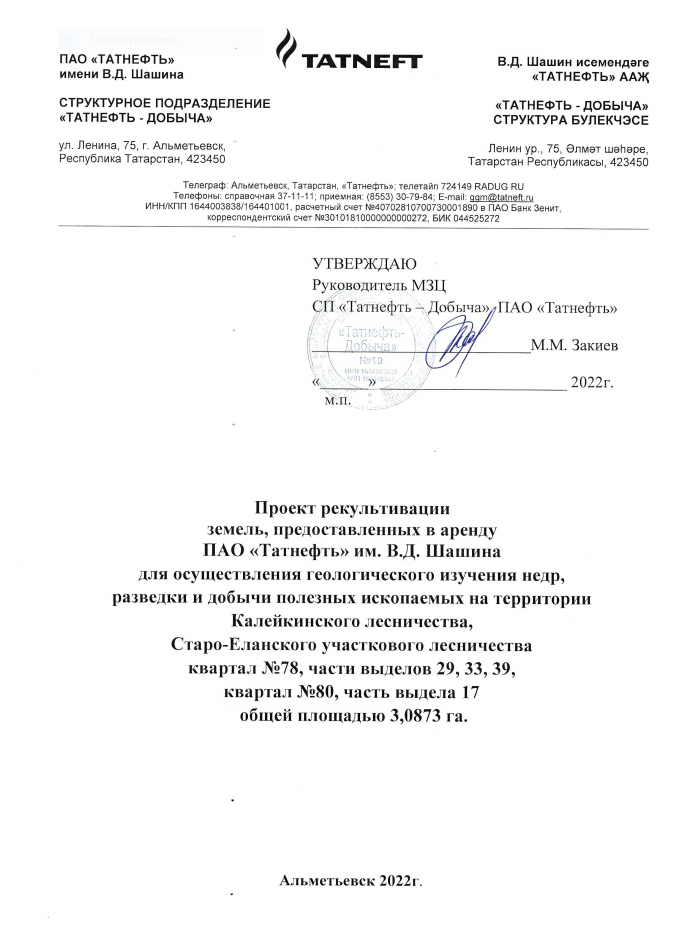 TATNEFT
ПАО «ТАТНЕФТЬ»
имени В.Д. Шашина
СТРУКТУРНОЕ ПОДРАЗДЕЛЕНИЕ
«ТАТНЕФТЬ - ДОБЫЧА»
ул. Ленина, 75, г. Альметьевск,
Республика Татарстан, 423450
В.Д. Шашин исемендәге
«ТАТНЕФТЬ» ААҖ
«ТАТНЕФТЬ - ДОБЫЧА»
СТРУКТУРА БУЛЕКЧЭСЕ
Ленин ур., 75, Әлмәт шәһәре,
Татарстан Республикасы, 423450
Телеграф: Альметьевск, Татарстан, «Татнефть»; телетайп 724149 RADUG RU
Телефоны: справочная 37-11-11; приемная: (8553) 30-79-84; E-mail: ggm@tatneft.ru
ИНН/КПП 1644003838/164401001, расчетный счет №40702810700730001890 в ПАО Банк Зенит,
корреспондентский счет №30101810000000000272, БИК 044525272
УТВЕРЖДАЮ
Руководитель МЗЦ
СП «Татнефть – Добыча» ПАО «Татнефть»
«Татнефть-
Добыча»
№10
М.М. Закиев
«______» ________________________ 2022г.
м.п.
Проект рекультивации
земель, предоставленных в аренду
ПАО «Татнефть» им. В.Д. Шашина
для осуществления геологического изучения недр,
разведки и добычи полезных ископаемых на территории
Калейкинского лесничества,
Старо-Еланского участкового лесничества
квартал №78, части выделов 29, 33, 39,
квартал №80, часть выдела 17
общей площадью 3,0873 га.
Альметьевск 2022г.